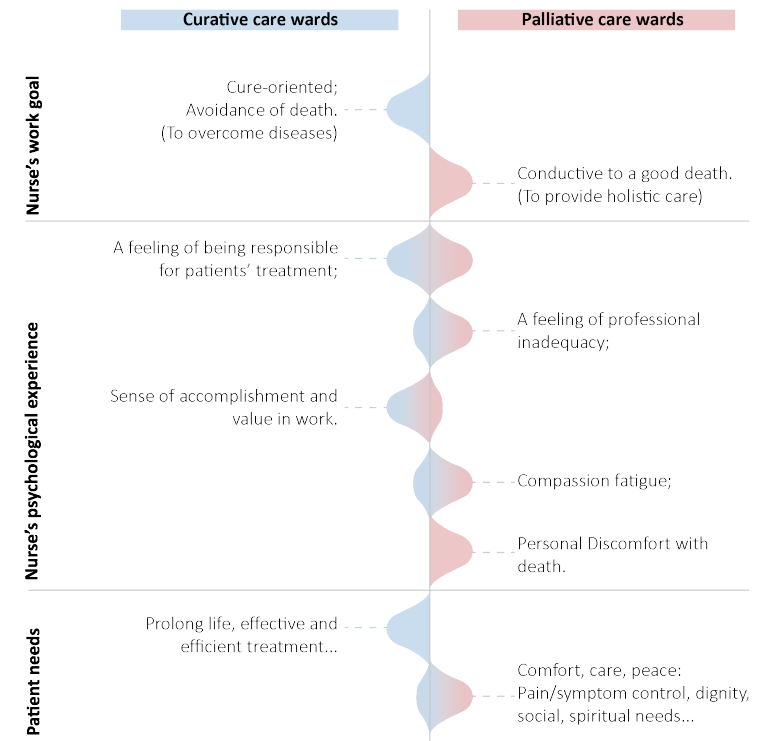 Curative care wards
Palliative care wards
Nurse's work goal
Cure-oriented;
Avoidance of death.
(To overcome diseases)
Conductive to a good death.
(To provide holistic care)
Nurse's psychological experience
A feeling of being responsible
for patients' treatment;
A feeling of professional
inadequacy;
Sense of accomplishment and
value in work.
Compassion fatigue;
Personal Discomfort with
death.
Patient needs
Prolong life, effective and
efficient treatment...
Comfort, care, peace:
Pain/symptom control, dignity,
social, spiritual needs...